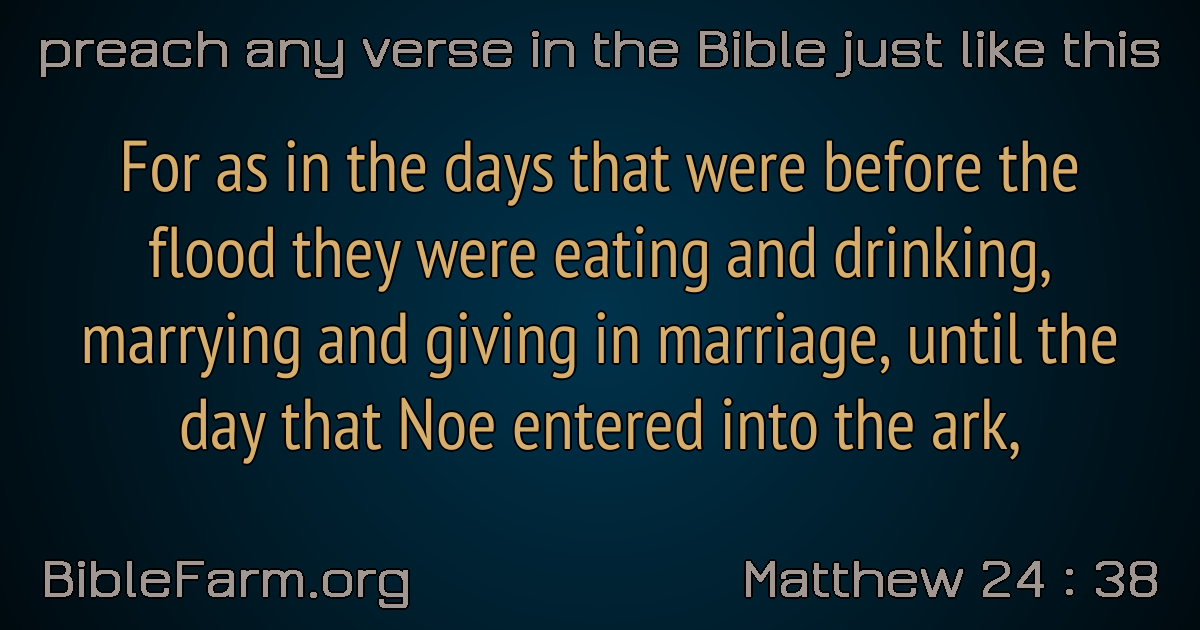 preach any verse in the Bible just like this
For as in the days that were before the
flood they were eating and drinking,
marrying and giving in marriage, until the
day that Noe entered into the ark,
BibleFarm.org
Matthew 24 : 38